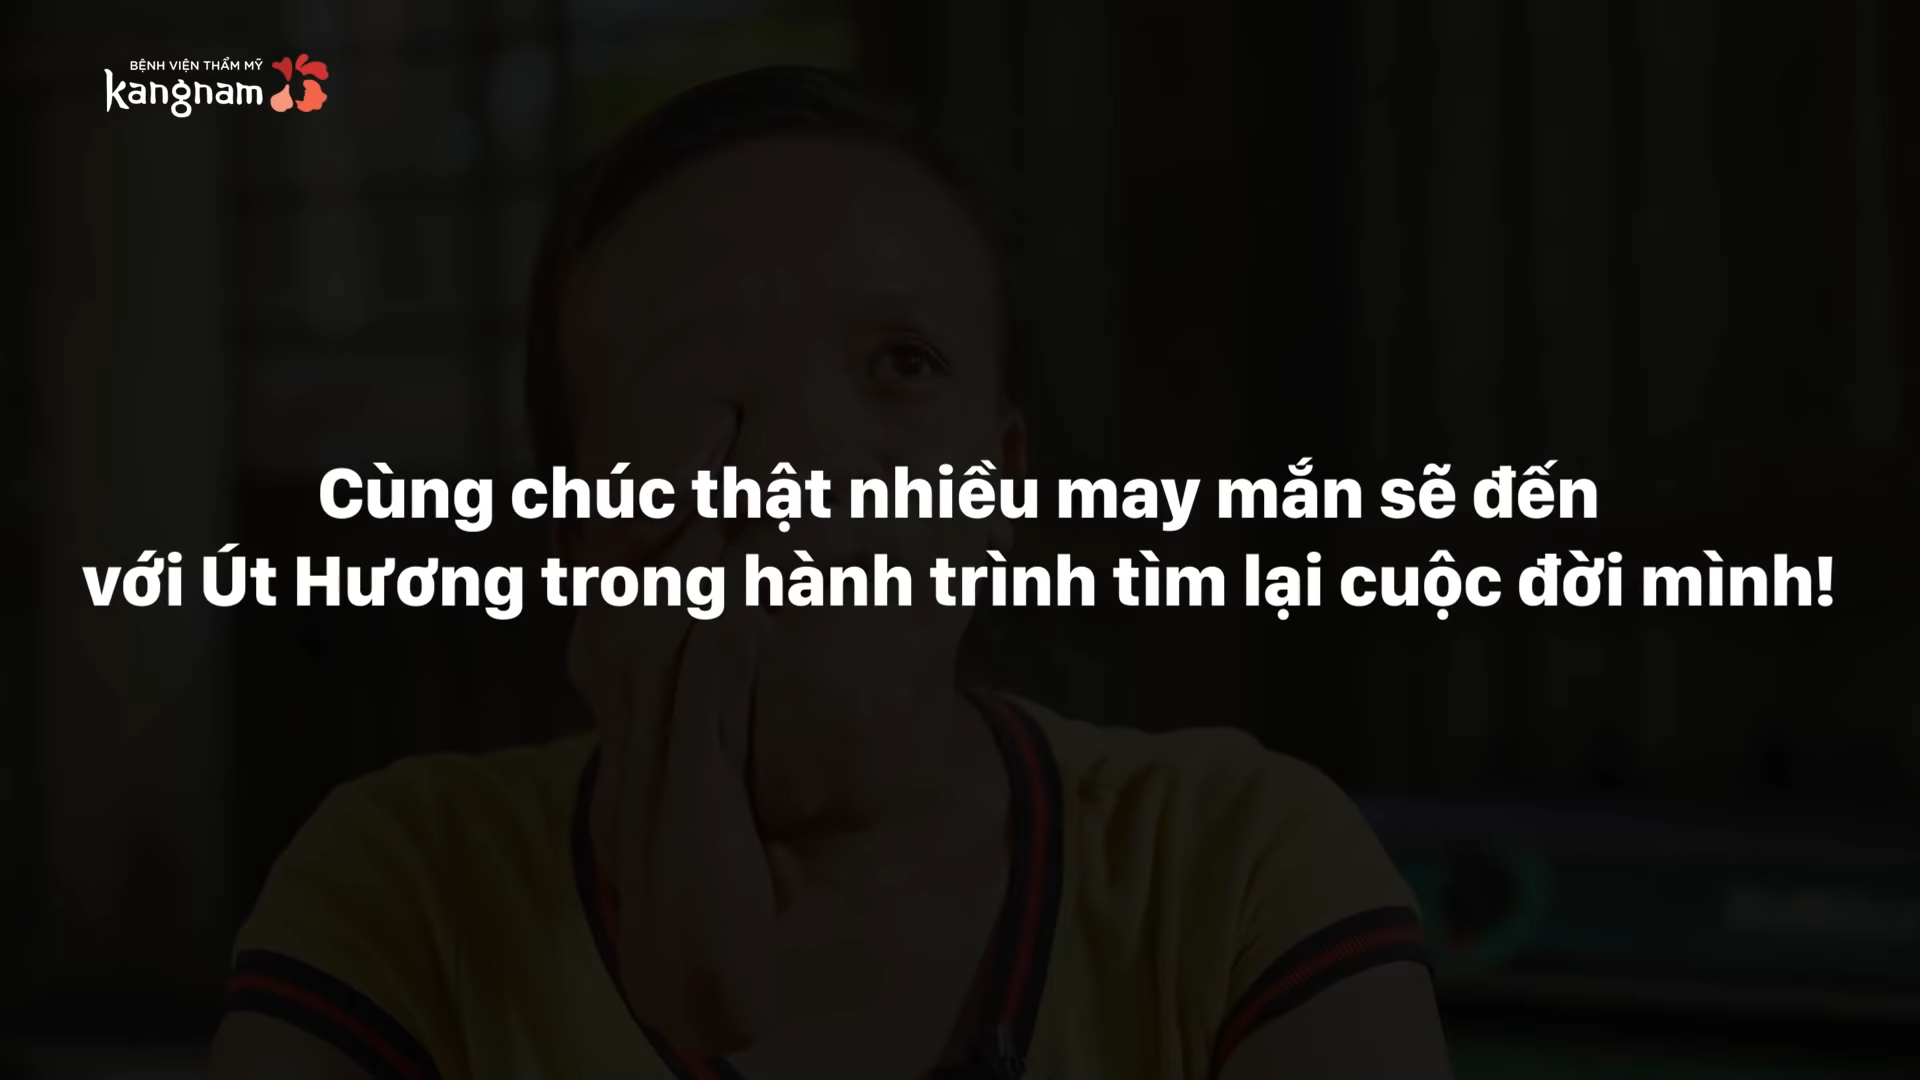 BỆNH VIỆN THẨM MỸ
kangnam
Cùng chúc thật nhiều may mắn sẽ đến
với Út Hương trong hành trình tìm lại cuộc đời mình!